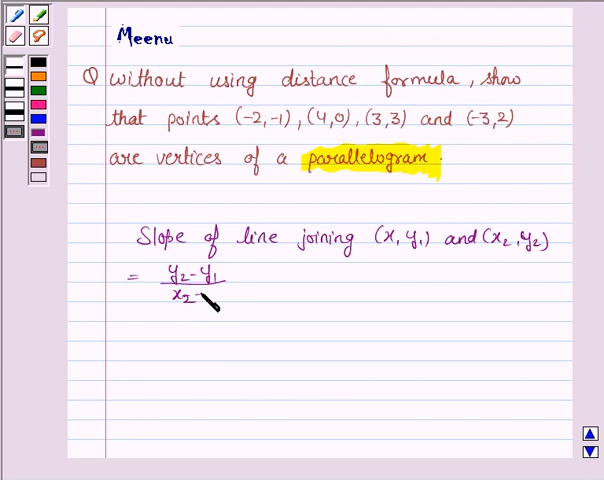 Meenu
Q Without using distance formula, show
that points (-2,-1), (4,0), (3,3) and (-3,2)
are vertices of a parallelogram.
Slope of line joining (x, y₁) and (x₂, y₂)
= y₂-y₁
x₂-